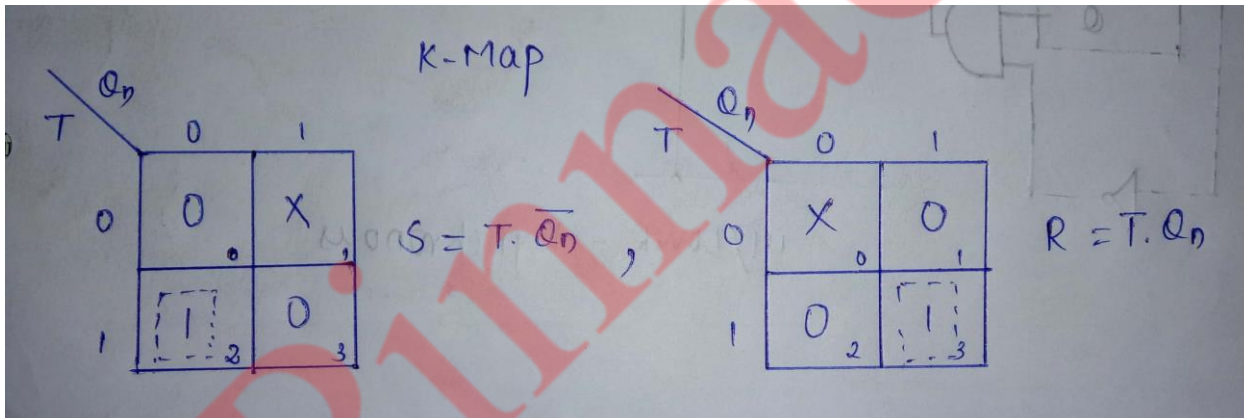 K-Map
Qn
T
0 1
0 0 0 X 1
1 1 2 0 3
S = T. Q̅n̅ ,
Qn
T
0 1
0 X 0 0 1
1 0 2 1 3
R = T. Qn